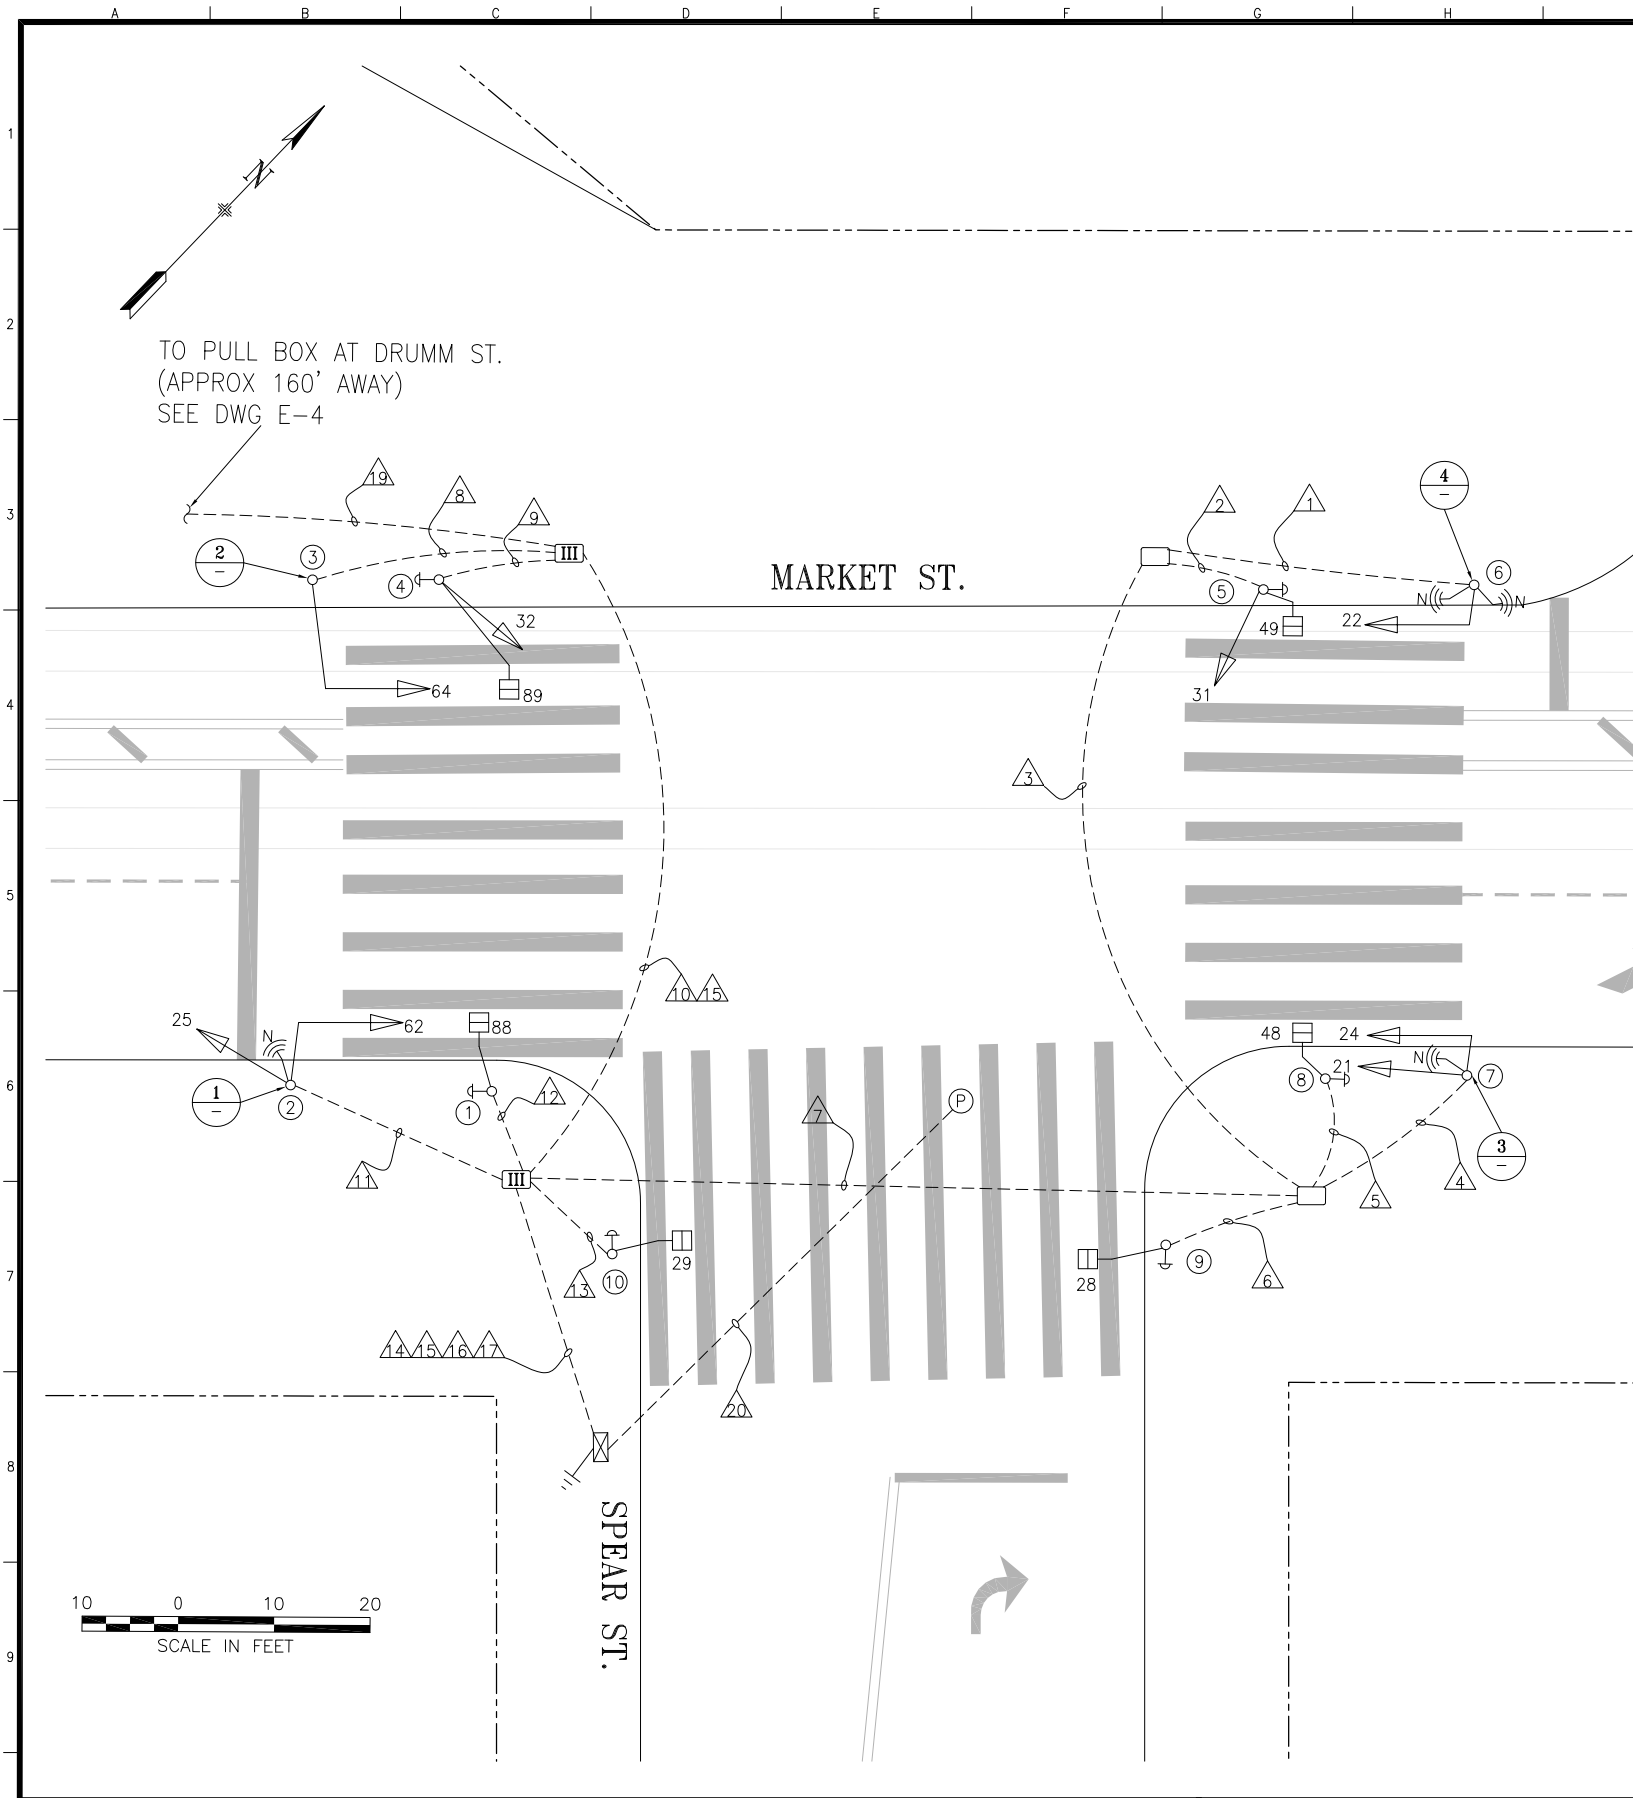 A B C D E F G H
1
N
2
TO PULL BOX AT DRUMM ST.
(APPROX 160' AWAY)
SEE DWG E-4
19 8 9 2 1 4
-
3
2
-
3
III
MARKET ST.
4 5 6
N N
32 49 22
64 89 31
4
3
5
10 15
25 62 88 48 24
N N
21
6
1
-
2 1 12 P 8 7
7
3
-
11 III 5 4
29 28 9
7
13 10 6
14 15 16 17
20
8
SPEAR ST.
10 0 10 20
SCALE IN FEET
9